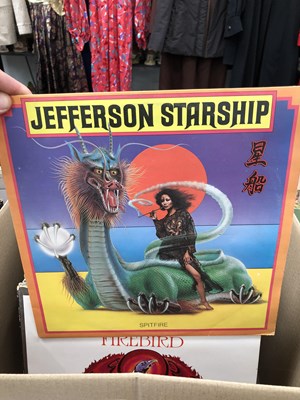 JEFFERSON STARSHIP
星
船
SPITFIRE
FIREBIRD